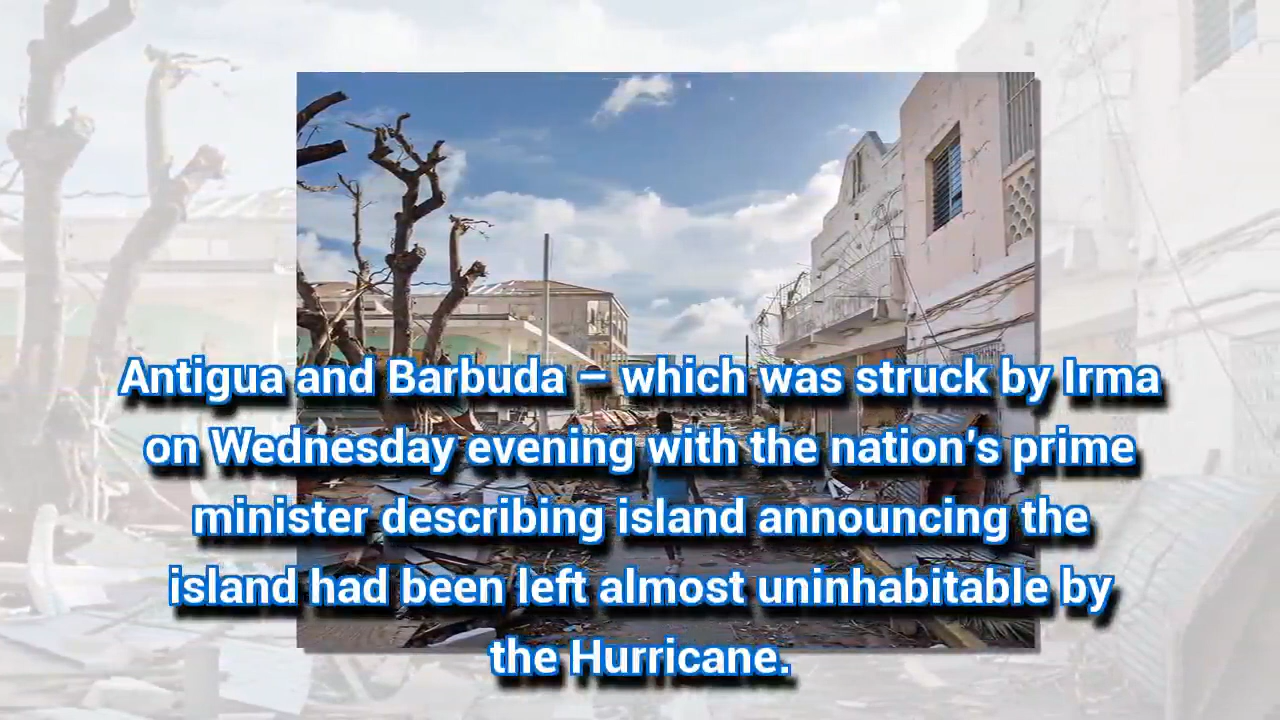 Antigua and Barbuda – which was struck by Irma
on Wednesday evening with the nation's prime
minister describing island announcing the
island had been left almost uninhabitable by
the Hurricane.